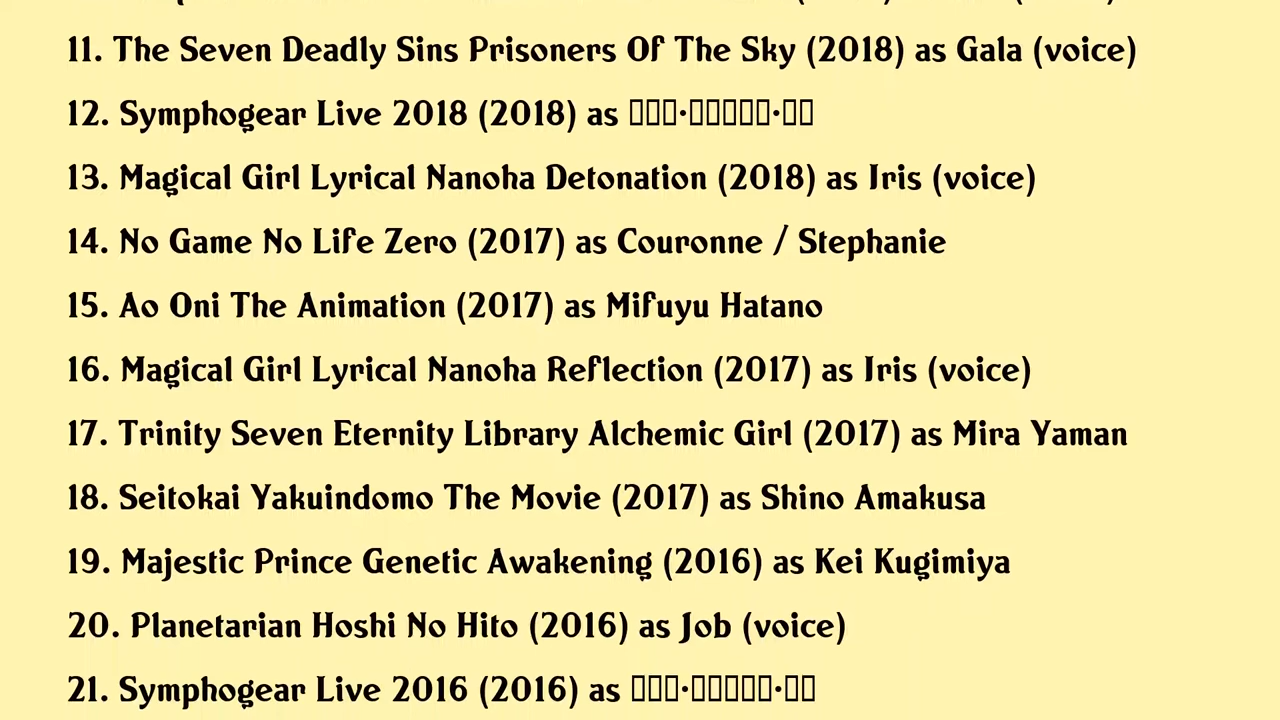 11. The Seven Deadly Sins Prisoners Of The Sky (2018) as Gala (voice)
12. Symphogear Live 2018 (2018) as
13. Magical Girl Lyrical Nanoha Detonation (2018) as Iris (voice)
14. No Game No Life Zero (2017) as Couronne / Stephanie
15. Ao Oni The Animation (2017) as Mifuyu Hatano
16. Magical Girl Lyrical Nanoha Reflection (2017) as Iris (voice)
17. Trinity Seven Eternity Library Alchemic Girl (2017) as Mira Yaman
18. Seitokai Yakuindomo The Movie (2017) as Shino Amakusa
19. Majestic Prince Genetic Awakening (2016) as Kei Kugimiya
20. Planetarian Hoshi No Hito (2016) as Job (voice)
21. Symphogear Live 2016 (2016) as